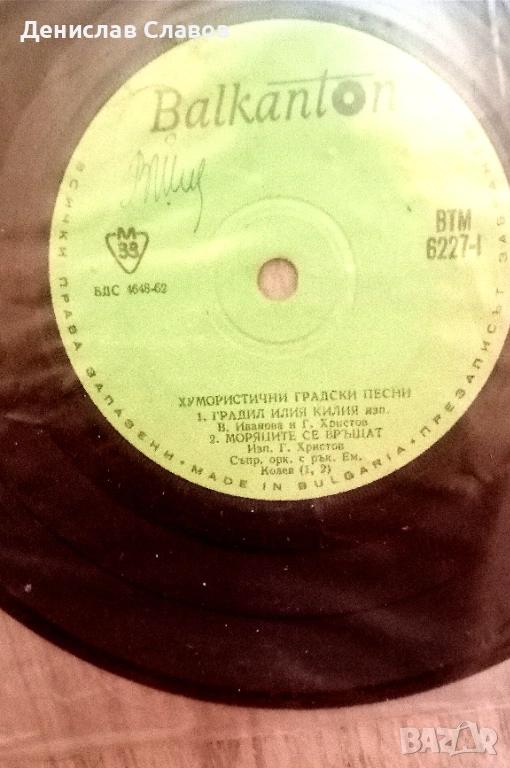 Денислав Славов
Balkanton
M
33
БДС 4648-62
ВТМ
6227-I
ХУМОРИСТИЧНИ ГРАДСКИ ПЕСНИ
1. ГРАДИЛ ИЛИЯ КИЛИЯ изп.
В. Иванова и Г. Христов
2. МОРЯЦИТЕ СЕ ВРЪЩАТ
Изп. Г. Христов
Съпр. орк. с рък. Ем.
Колев (1, 2)
ВСИЧКИ ПРАВА ЗАПАЗЕНИ. • MADE IN BULGARIA • ПРЕЗАПИСЪТ ЗАБ
BAZAR